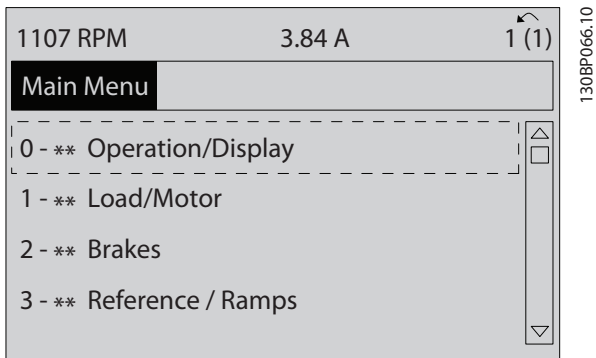 1107 RPM 3.84 A 1 (1)
Main Menu
0 - ** Operation/Display
1 - ** Load/Motor
2 - ** Brakes
3 - ** Reference / Ramps
130BP066.10